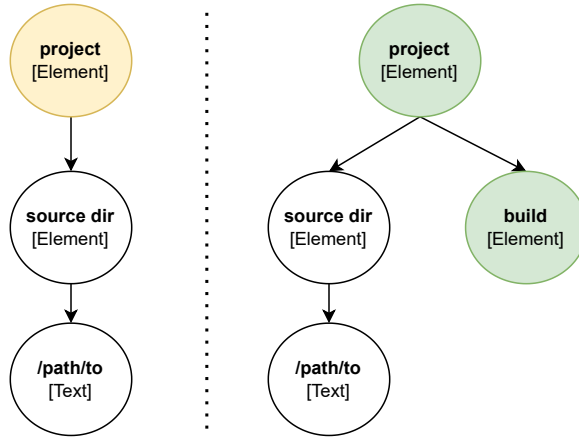 project
[Element]
source dir
[Element]
/path/to
[Text]
project
[Element]
source dir
[Element]
build
[Element]
/path/to
[Text]